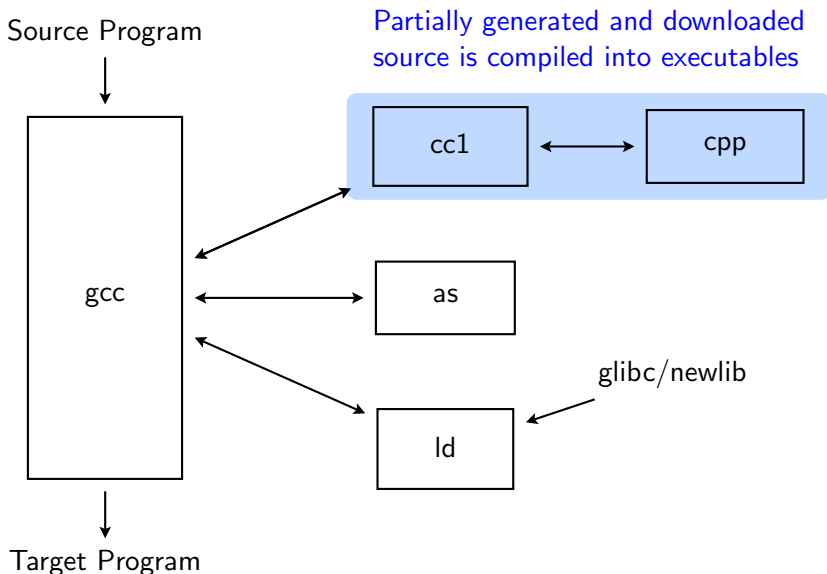 Source Program
Partially generated and downloaded
source is compiled into executables
cc1
cpp
gcc
as
glibc/newlib
ld
Target Program